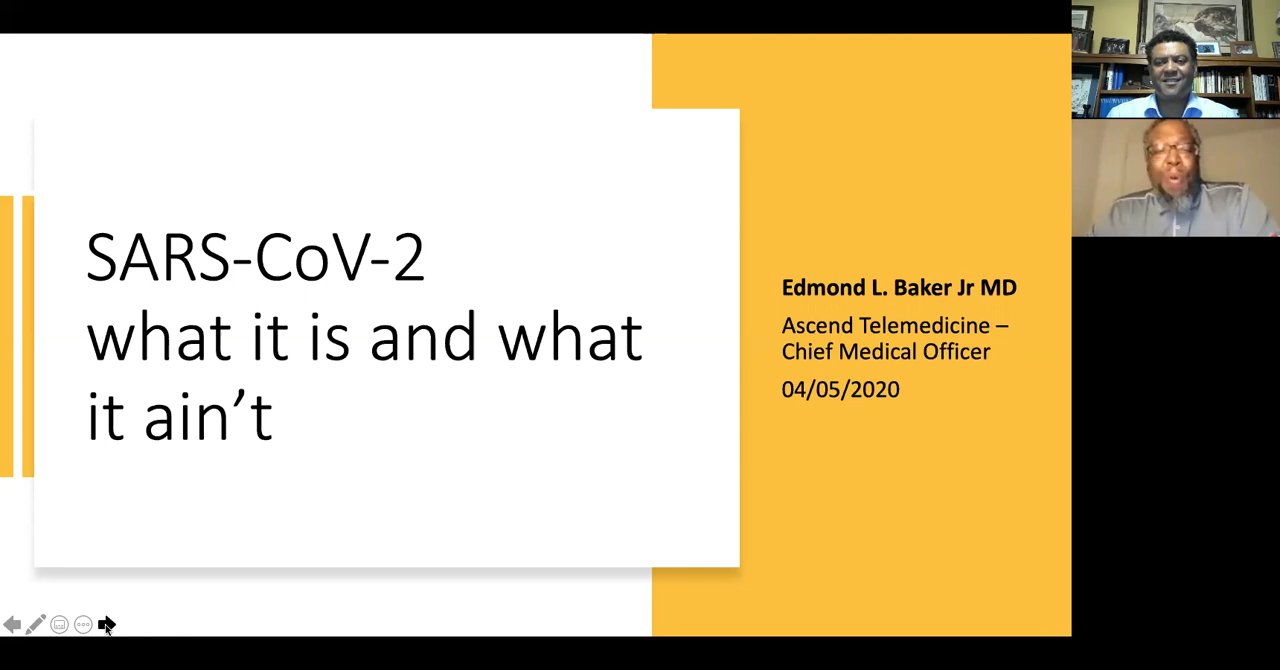 SARS-CoV-2
what it is and what
it ain’t
Edmond L. Baker Jr MD
Ascend Telemedicine –
Chief Medical Officer
04/05/2020